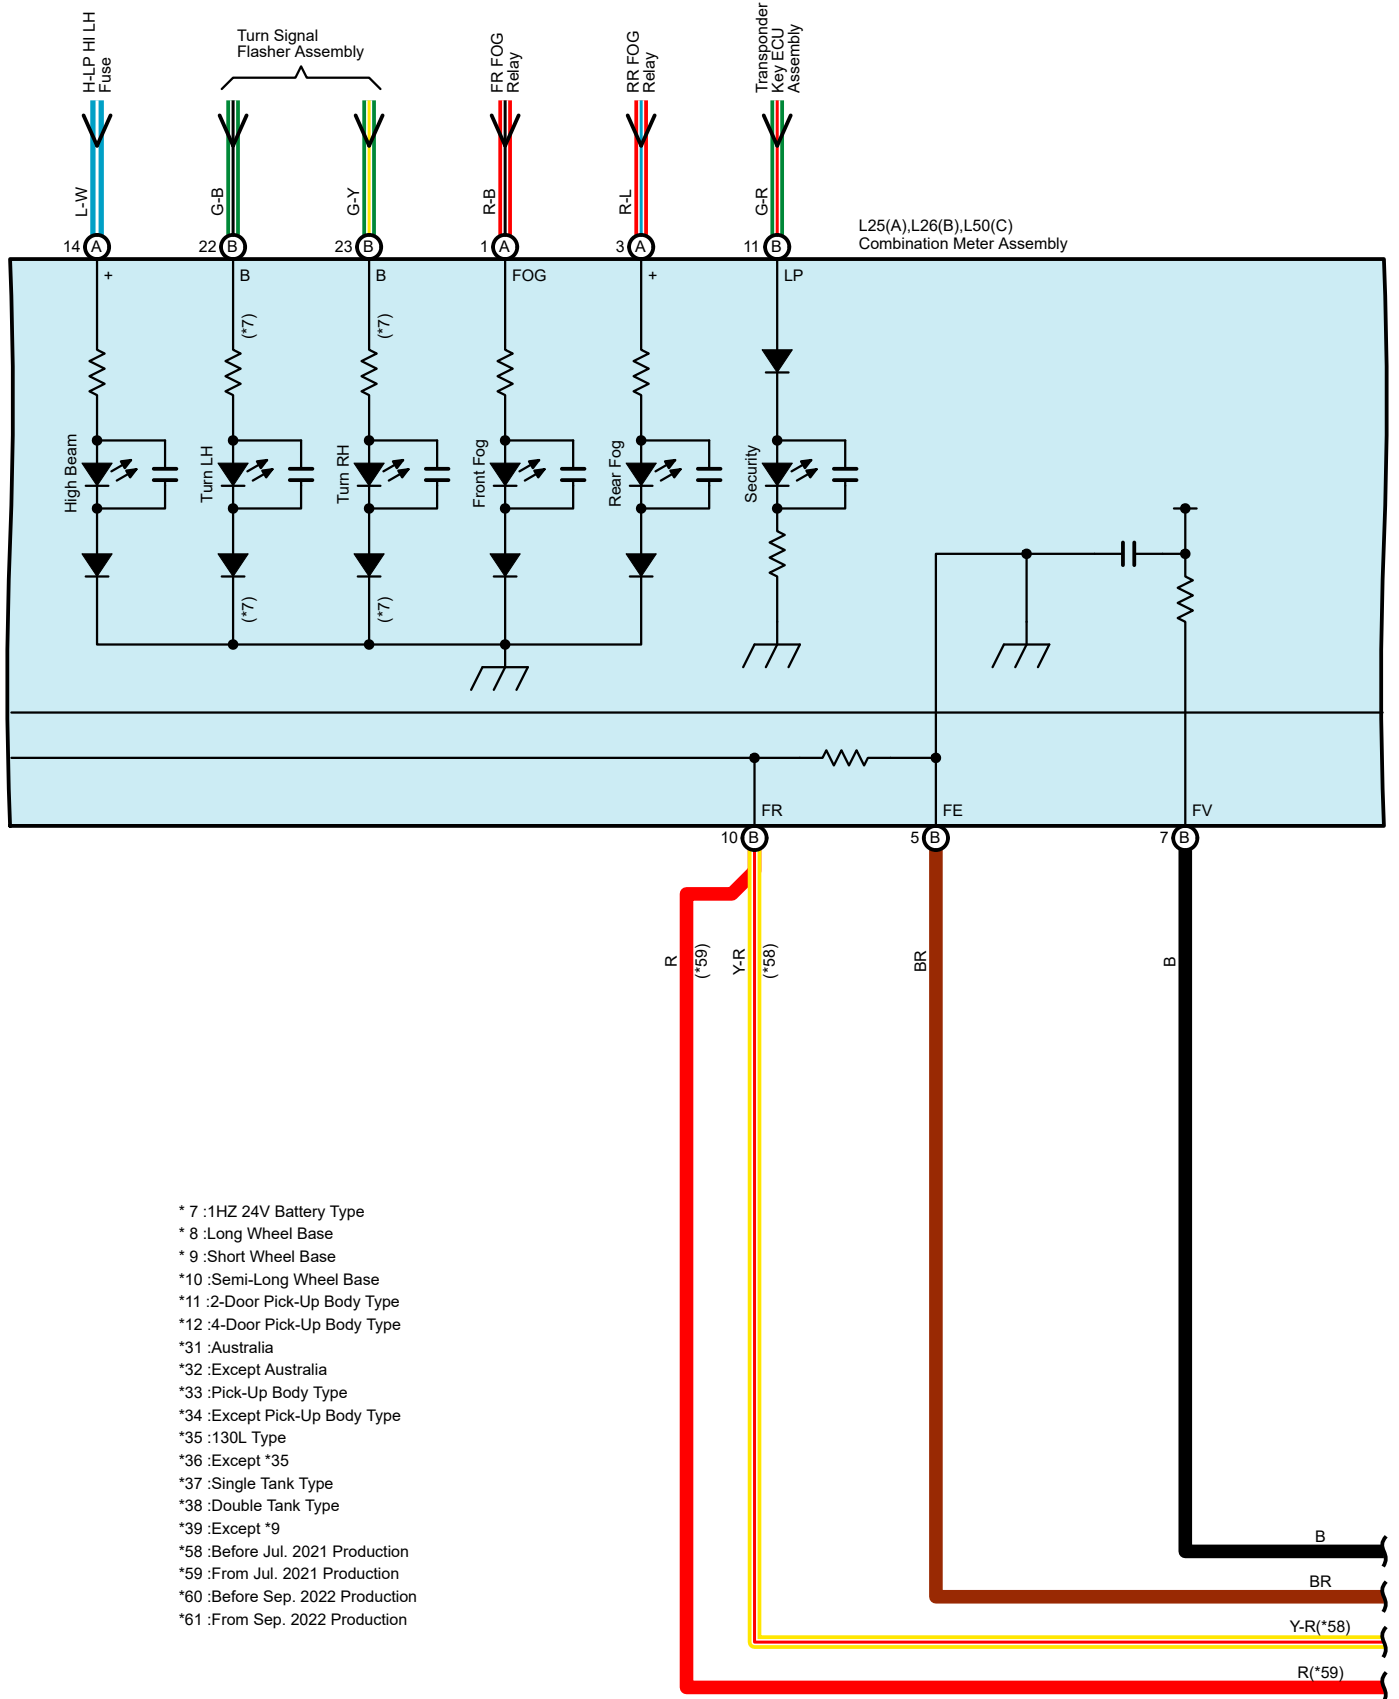 H-LP HI LH
Fuse
Turn Signal
Flasher Assembly
FR FOG
Relay
RR FOG
Relay
Transponder
Key ECU
Assembly
L-W
G-B
G-Y
R-B
R-L
G-R
L25(A),L26(B),L50(C)
Combination Meter Assembly
14 A
22 B
23 B
1 A
3 A
11 B
+
B
B
FOG
+
LP
(*7)
(*7)
High Beam
Turn LH
Turn RH
Front Fog
Rear Fog
Security
(*7)
(*7)
FR
FE
FV
10 B
5 B
7 B
R
(*59)
Y-R
(*58)
BR
B
* 7 :1HZ 24V Battery Type
* 8 :Long Wheel Base
* 9 :Short Wheel Base
*10 :Semi-Long Wheel Base
*11 :2-Door Pick-Up Body Type
*12 :4-Door Pick-Up Body Type
*31 :Australia
*32 :Except Australia
*33 :Pick-Up Body Type
*34 :Except Pick-Up Body Type
*35 :130L Type
*36 :Except *35
*37 :Single Tank Type
*38 :Double Tank Type
*39 :Except *9
*58 :Before Jul. 2021 Production
*59 :From Jul. 2021 Production
*60 :Before Sep. 2022 Production
*61 :From Sep. 2022 Production
B
BR
Y-R(*58)
R(*59)